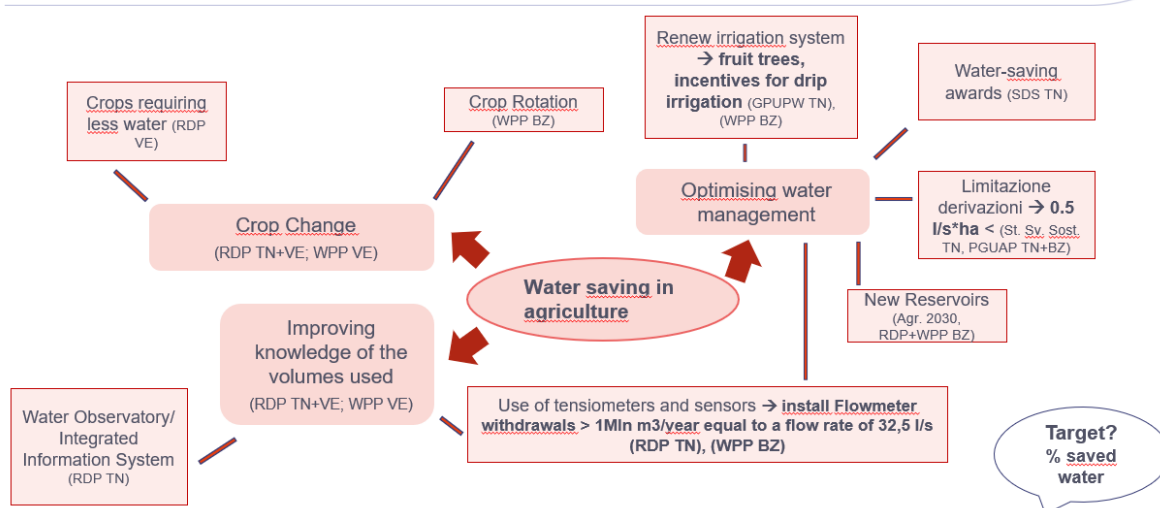 Renew irrigation system
→ fruit trees,
incentives for drip
irrigation (GPUPW TN),
(WPP BZ)
Water-saving
awards (SDS TN)
Crops requiring
less water (RDP
VE)
Crop Rotation
(WPP BZ)
Optimising water
management
Limitazione
derivazioni → 0.5
l/s*ha < (St. Sv. Sost.
TN, PGUAP TN+BZ)
Crop Change
(RDP TN+VE; WPP VE)
Water saving in
agriculture
New Reservoirs
(Agr. 2030,
RDP+WPP BZ)
Improving
knowledge of the
volumes used
(RDP TN+VE; WPP VE)
Water Observatory/
Integrated
Information System
(RDP TN)
Use of tensiometers and sensors → install Flowmeter
withdrawals > 1Mln m3/year equal to a flow rate of 32,5 l/s
(RDP TN), (WPP BZ)
Target?
% saved
water